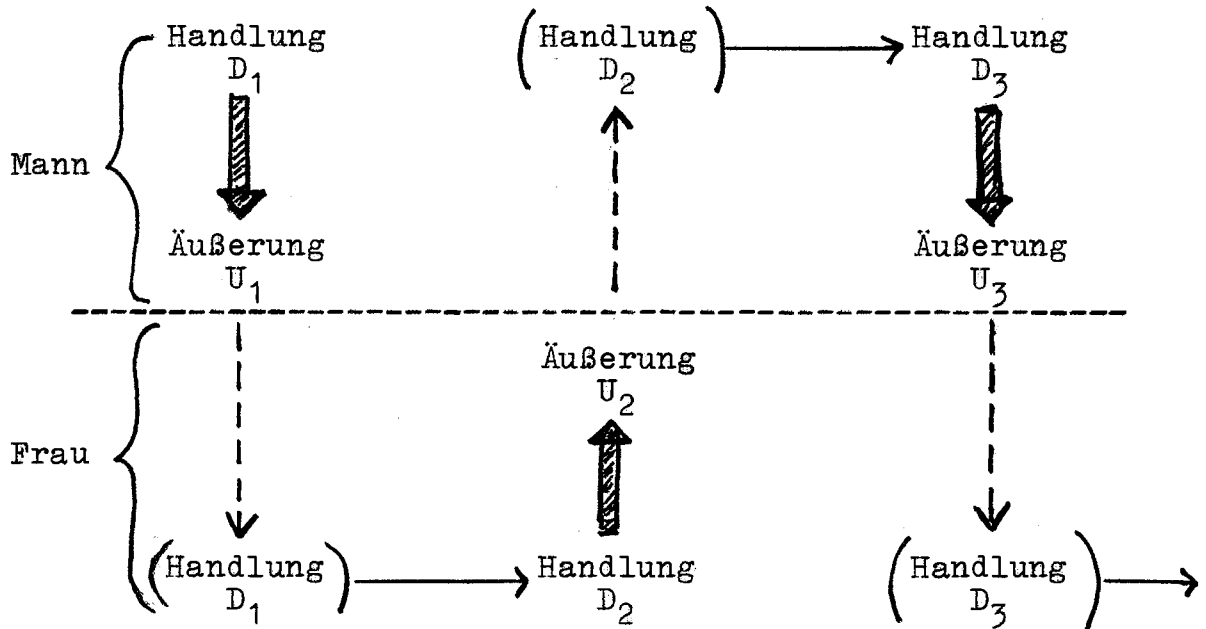 Handlung
D1
(Handlung
D2)
Handlung
D3
Mann
Äußerung
U1
Äußerung
U3
Äußerung
U2
Frau
(Handlung
D1)
Handlung
D2
(Handlung
D3)